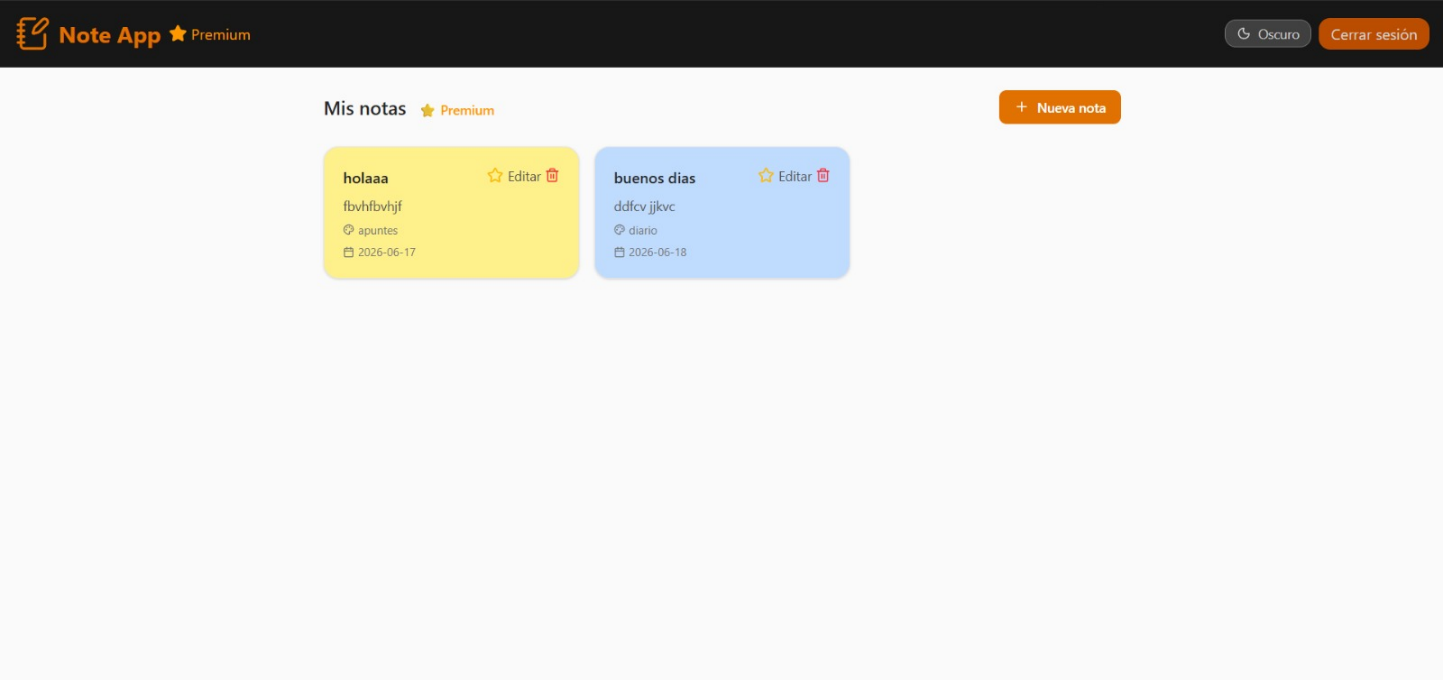 Note App Premium
Oscuro
Cerrar sesión
Mis notas Premium
+ Nueva nota
holaaa
Editar
fbvhfbvhjf
apuntes
2026-06-17
buenos dias
Editar
ddfcv jjkvc
diario
2026-06-18